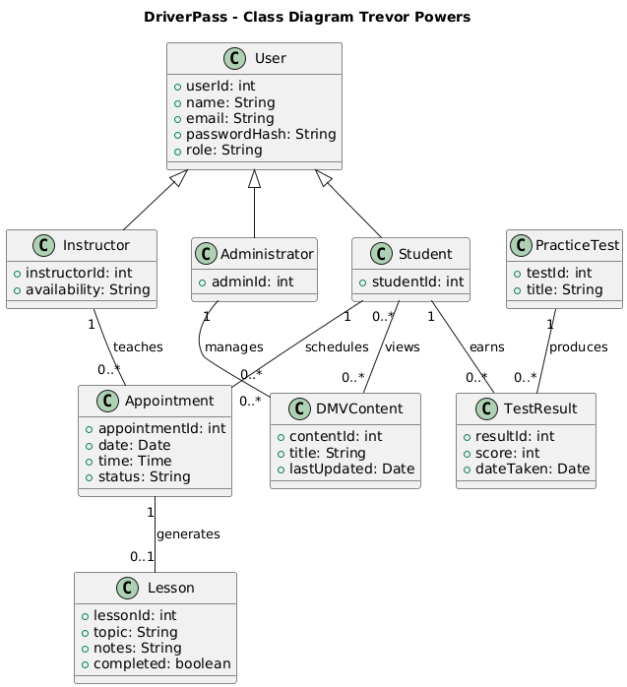 DriverPass - Class Diagram Trevor Powers
C User
userId: int
name: String
email: String
passwordHash: String
role: String
C Instructor
instructorId: int
availability: String
C Administrator
adminId: int
C Student
studentId: int
C PracticeTest
testId: int
title: String
1
teaches
0..*
1
manages
0..*
1
schedules
0..*
0..*
views
0..*
1
earns
0..*
1
produces
0..*
C Appointment
appointmentId: int
date: Date
time: Time
status: String
C DMVContent
contentId: int
title: String
lastUpdated: Date
C TestResult
resultId: int
score: int
dateTaken: Date
1
generates
0..1
C Lesson
lessonId: int
topic: String
notes: String
completed: boolean